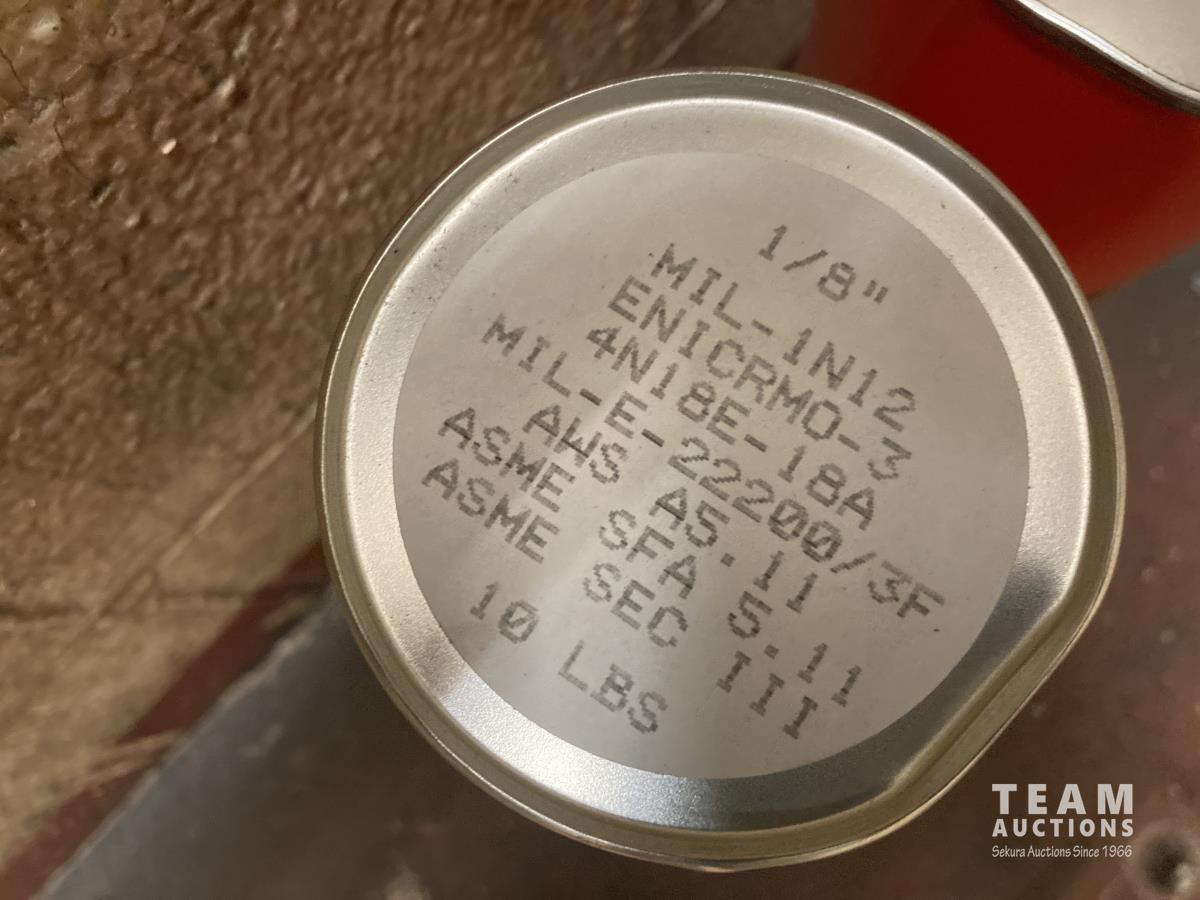 1/8"
MIL-1N12
ENICRMO-3
4N18E-18A
MIL-E-22200/3F
AWS A5.11
ASME SFA 5.11
ASME SEC III
10 LBS
TEAM
AUCTIONS
Sekura Auctions Since 1966